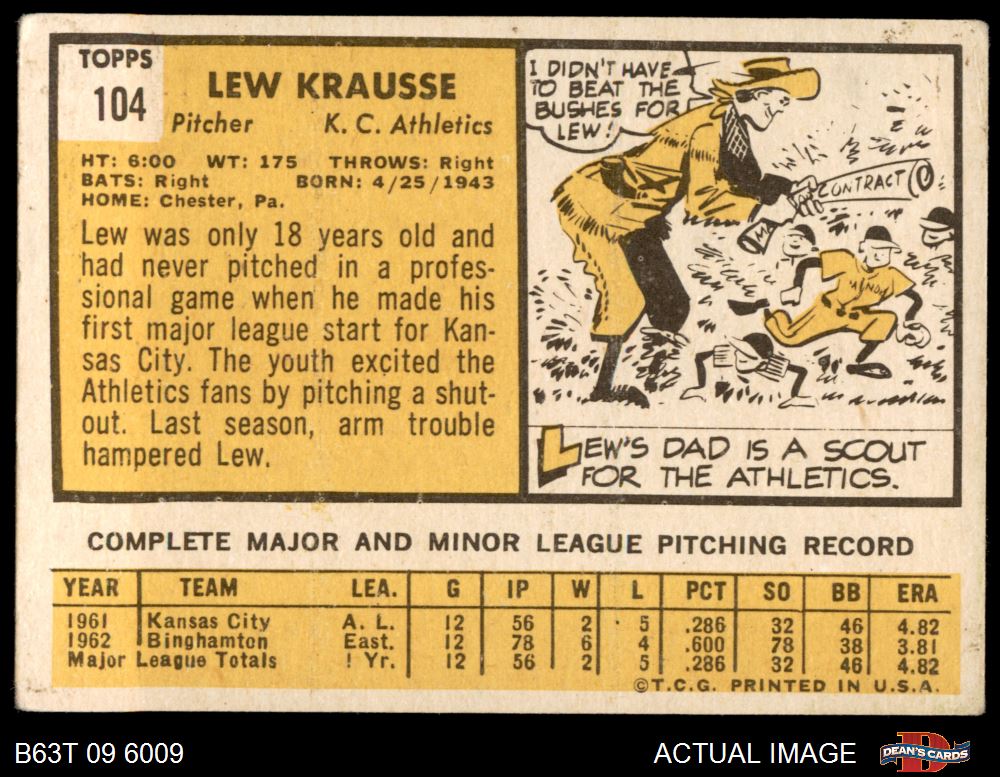 TOPPS
104
LEW KRAUSSE
Pitcher K. C. Athletics
HT: 6:00 WT: 175 THROWS: Right
BATS: Right BORN: 4/25/1943
HOME: Chester, Pa.
Lew was only 18 years old and
had never pitched in a profes-
sional game when he made his
first major league start for Kan-
sas City. The youth excited the
Athletics fans by pitching a shut-
out. Last season, arm trouble
hampered Lew.
I DIDN'T HAVE
TO BEAT THE
BUSHES FOR
LEW!
CONTRACT
LEW'S DAD IS A SCOUT
FOR THE ATHLETICS.
COMPLETE MAJOR AND MINOR LEAGUE PITCHING RECORD
YEAR TEAM LEA. G IP W L PCT SO BB ERA
1961 Kansas City A. L. 12 56 2 5 .286 32 46 4.82
1962 Binghamton East. 12 78 6 4 .600 78 38 3.81
Major League Totals 1 Yr. 12 56 2 5 .286 32 46 4.82
©T.C.G. PRINTED IN U.S.A.
B63T 09 6009 ACTUAL IMAGE
DEAN'S CARDS